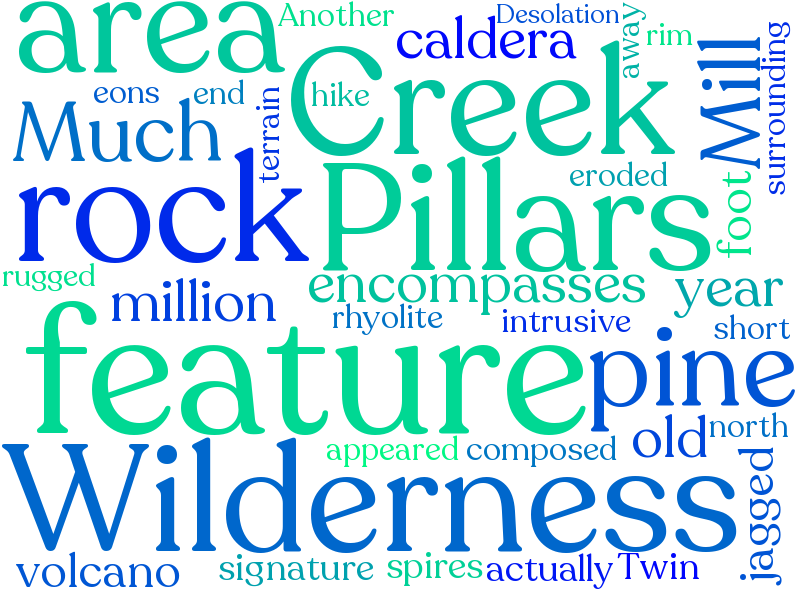 area
Another
Desolation
caldera
away
rim
surrounding
Mill
Creek
eons
end
hike
terrain
Much
eroded
rock
Pillars
foot
rugged
encompasses
year
million
rhyolite
intrusive
short
feature
pine
old
north
appeared
composed
Wilderness
jagged
volcano
signature
spires
actually
Twin